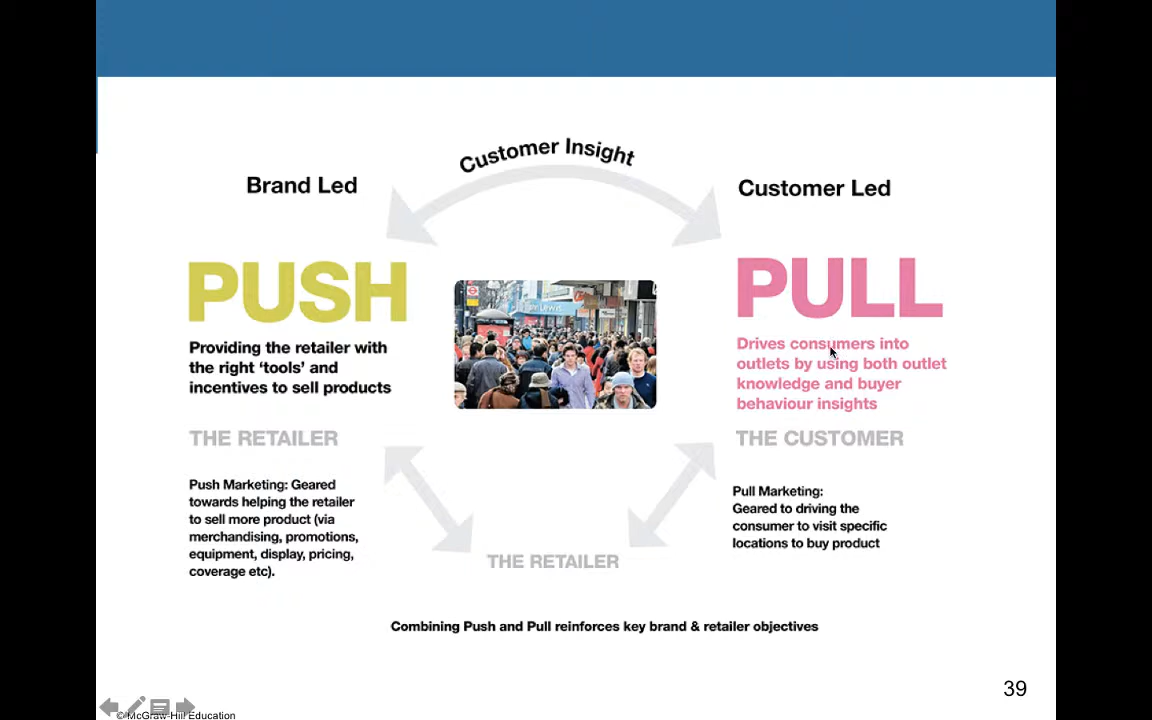 Customer Insight
Brand Led
Customer Led
PUSH
PULL
Providing the retailer with
the right ‘tools’ and
incentives to sell products
Drives consumers into
outlets by using both outlet
knowledge and buyer
behaviour insights
THE RETAILER
THE CUSTOMER
Push Marketing: Geared
towards helping the retailer
to sell more product (via
merchandising, promotions,
equipment, display, pricing,
coverage etc).
Pull Marketing:
Geared to driving the
consumer to visit specific
locations to buy product
THE RETAILER
Combining Push and Pull reinforces key brand & retailer objectives
39
©McGraw-Hill Education